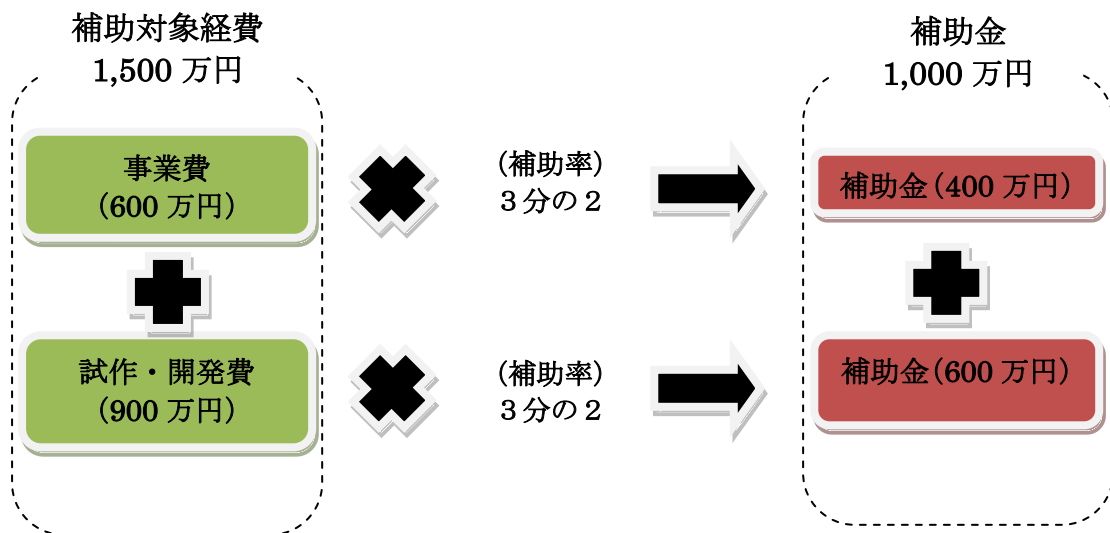 補助対象経費
1,500 万円
補助金
1,000 万円
事業費
（600 万円）
（補助率）
３分の２
補助金（400 万円）
試作・開発費
（900 万円）
（補助率）
３分の２
補助金（600 万円）